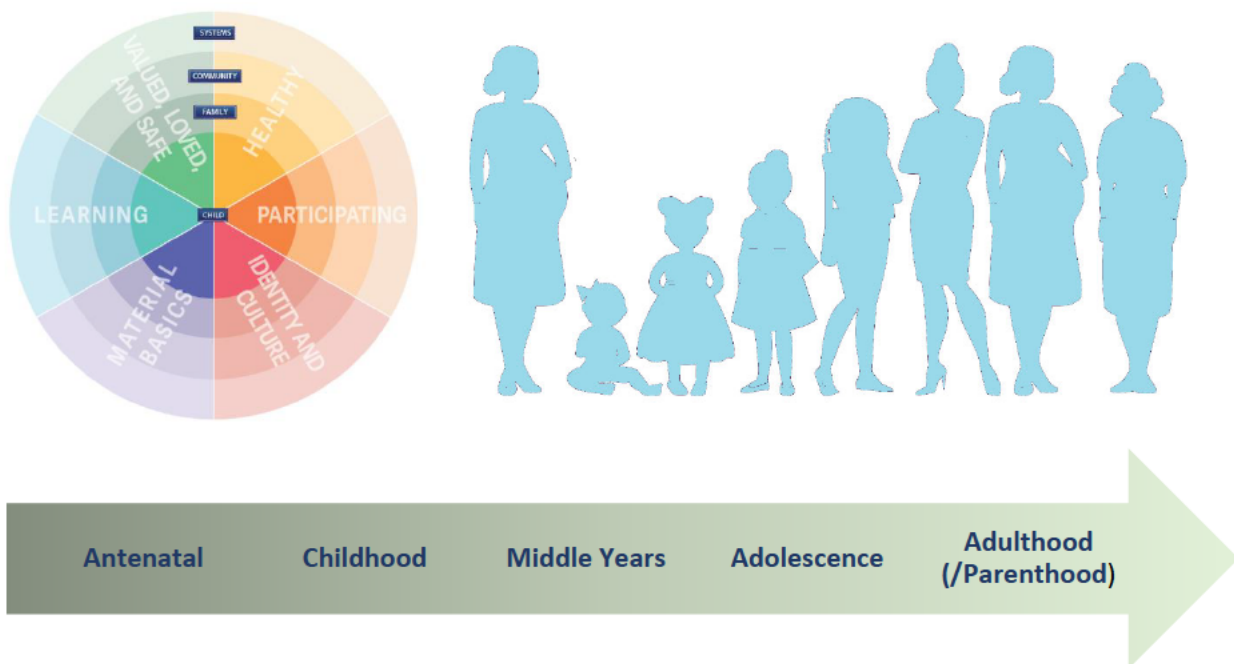 SYSTEMS
COMMUNITY
FAMILY
CHILD
VALUED, LOVED,
AND SAFE
HEALTHY
LEARNING
PARTICIPATING
MATERIAL
BASICS
IDENTITY AND
CULTURE
Antenatal
Childhood
Middle Years
Adolescence
Adulthood
(/Parenthood)